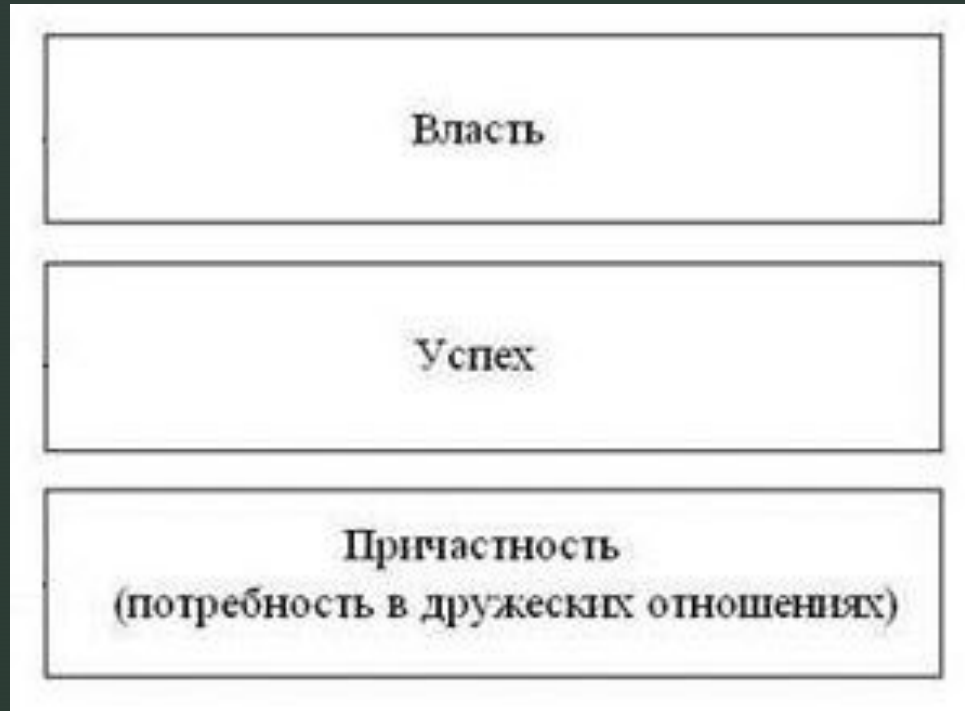 Власть
Успех
Причастность
(потребность в дружеских отношениях)